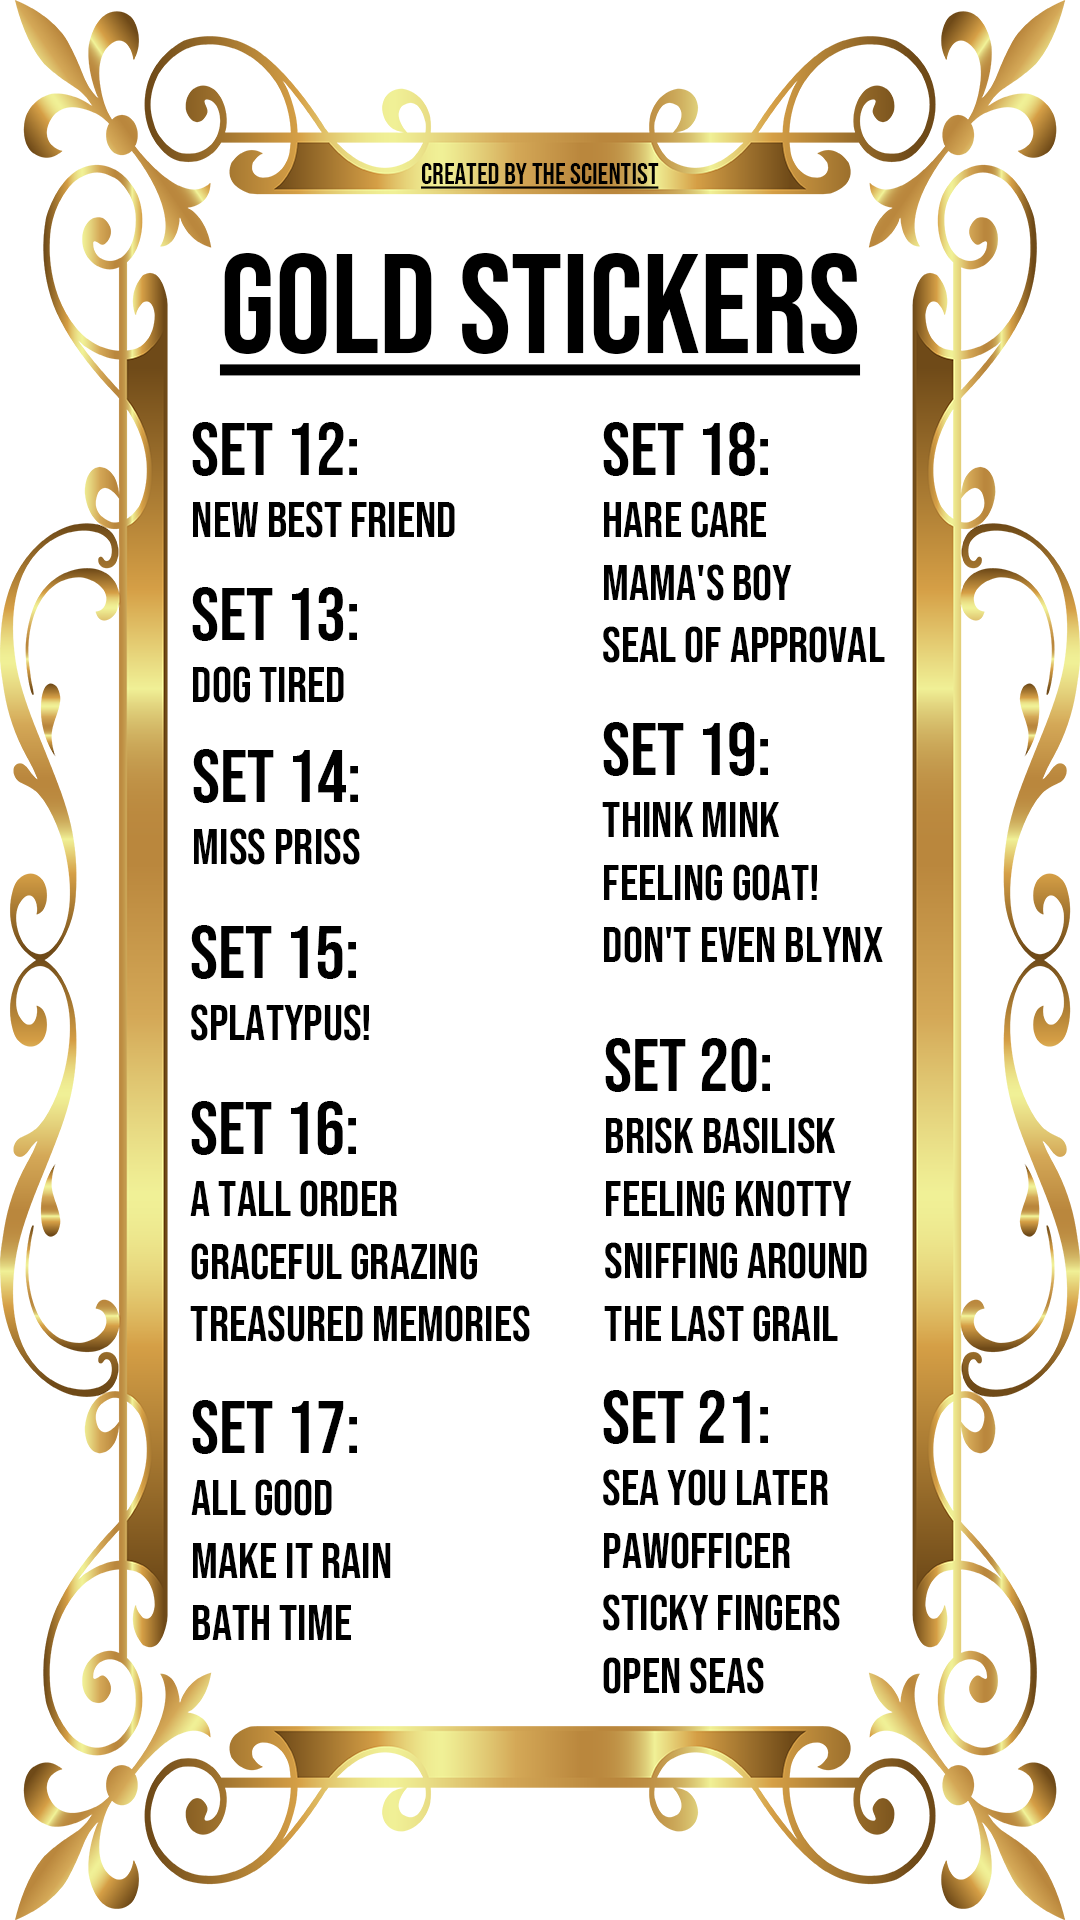 CREATED BY THE SCIENTIST
GOLD STICKERS
SET 12:
NEW BEST FRIEND
SET 13:
DOG TIRED
SET 14:
MISS PRISS
SET 15:
SPLATYPUS!
SET 16:
A TALL ORDER
GRACEFUL GRAZING
TREASURED MEMORIES
SET 17:
ALL GOOD
MAKE IT RAIN
BATH TIME
SET 18:
HARE CARE
MAMA'S BOY
SEAL OF APPROVAL
SET 19:
THINK MINK
FEELING GOAT!
DON'T EVEN BLYNX
SET 20:
BRISK BASILISK
FEELING KNOTTY
SNIFFING AROUND
THE LAST GRAIL
SET 21:
SEA YOU LATER
PAWOFFICER
STICKY FINGERS
OPEN SEAS